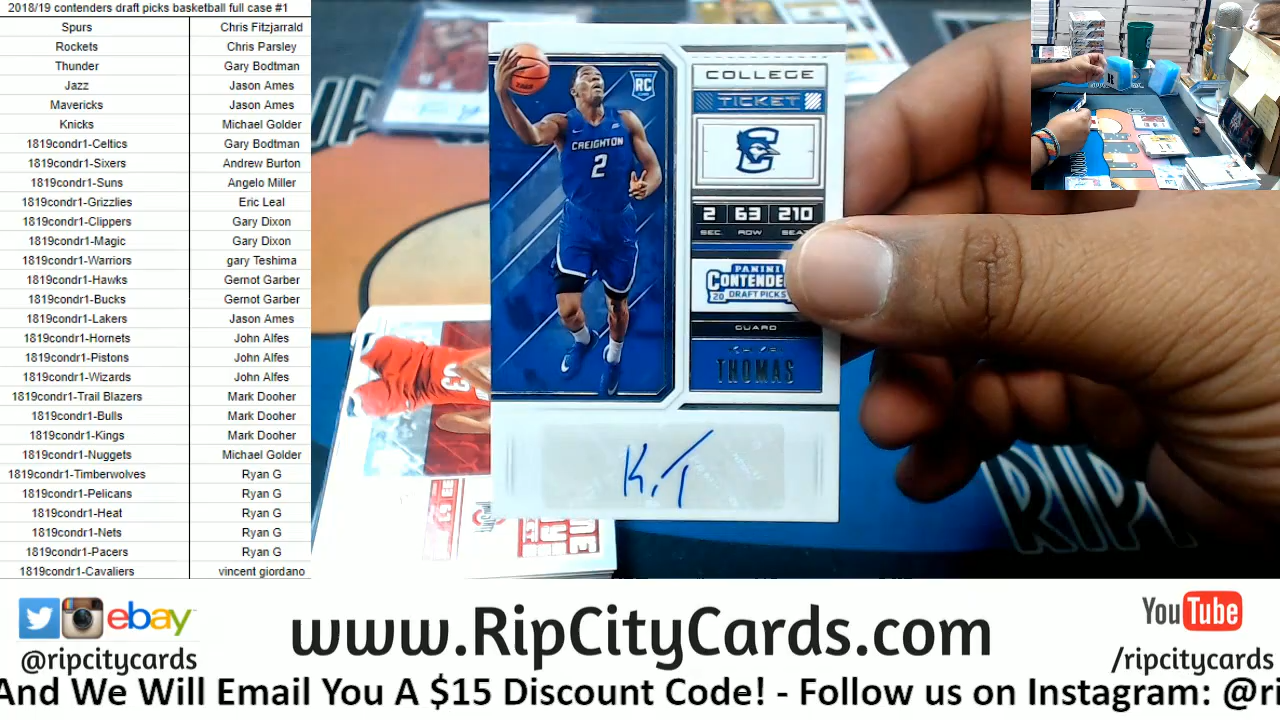 2018/19 contenders draft picks basketball full case #1
Spurs Chris Fitzjarrald
Rockets Chris Parsley
Thunder Gary Bodtman
Jazz Jason Ames
Mavericks Jason Ames
Knicks Michael Golder
1819condr1-Celtics Gary Bodtman
1819condr1-Sixers Andrew Burton
1819condr1-Suns Angelo Miller
1819condr1-Grizzlies Eric Leal
1819condr1-Clippers Gary Dixon
1819condr1-Magic Gary Dixon
1819condr1-Warriors gary Teshima
1819condr1-Hawks Gernot Garber
1819condr1-Bucks Gernot Garber
1819condr1-Lakers Jason Ames
1819condr1-Hornets John Alfes
1819condr1-Pistons John Alfes
1819condr1-Wizards John Alfes
1819condr1-Trail Blazers Mark Dooher
1819condr1-Bulls Mark Dooher
1819condr1-Kings Mark Dooher
1819condr1-Nuggets Michael Golder
1819condr1-Timberwolves Ryan G
1819condr1-Pelicans Ryan G
1819condr1-Heat Ryan G
1819condr1-Nets Ryan G
1819condr1-Pacers Ryan G
1819condr1-Cavaliers vincent giordano
RC
CREIGHTON
2
COLLEGE
TICKET
2 63 210
SEC. ROW SEA
PANINI
CONTENDE
20 DRAFT PICKS
GUARD
THOMAS
K.T
RIP
ebay
@ripcitycards
www.RipCityCards.com
YouTube
/ripcitycards
And We Will Email You A $15 Discount Code! - Follow us on Instagram: @ri